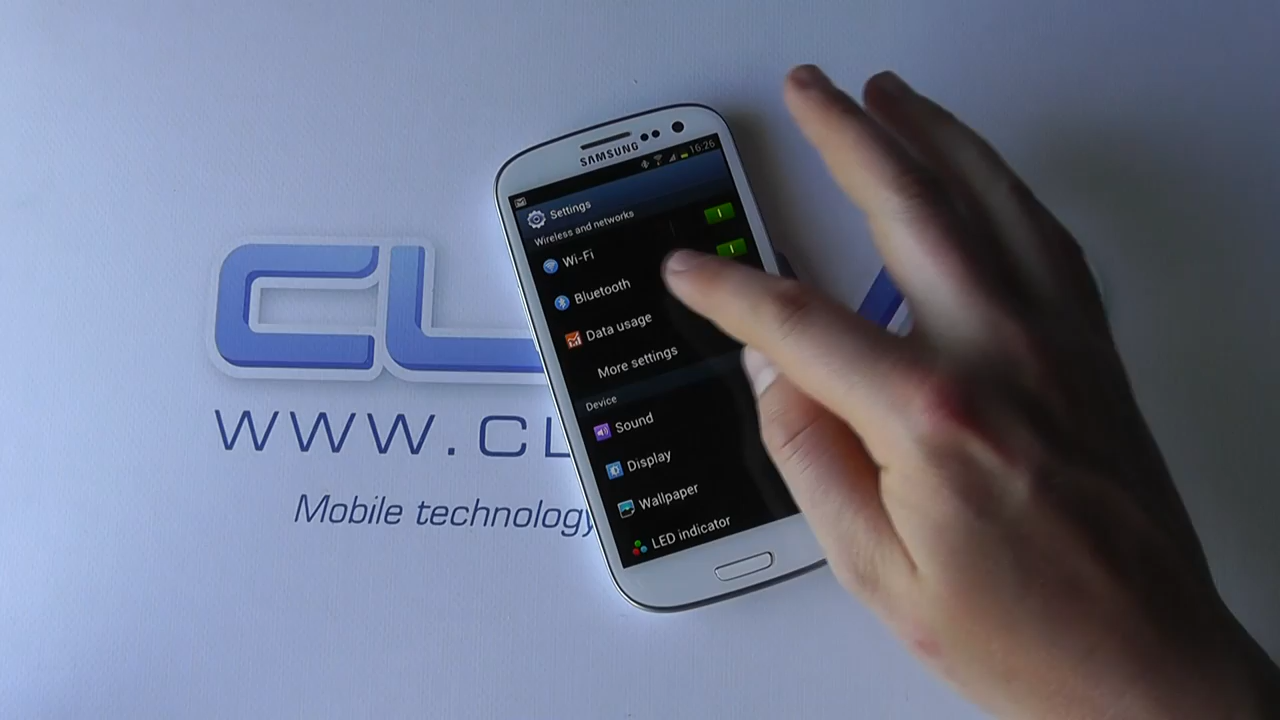 SAMSUNG
16:26
Settings
Wireless and networks
Wi-Fi
Bluetooth
Data usage
More settings
Device
Sound
Display
Wallpaper
LED indicator
CL
WWW.CL
Mobile technology